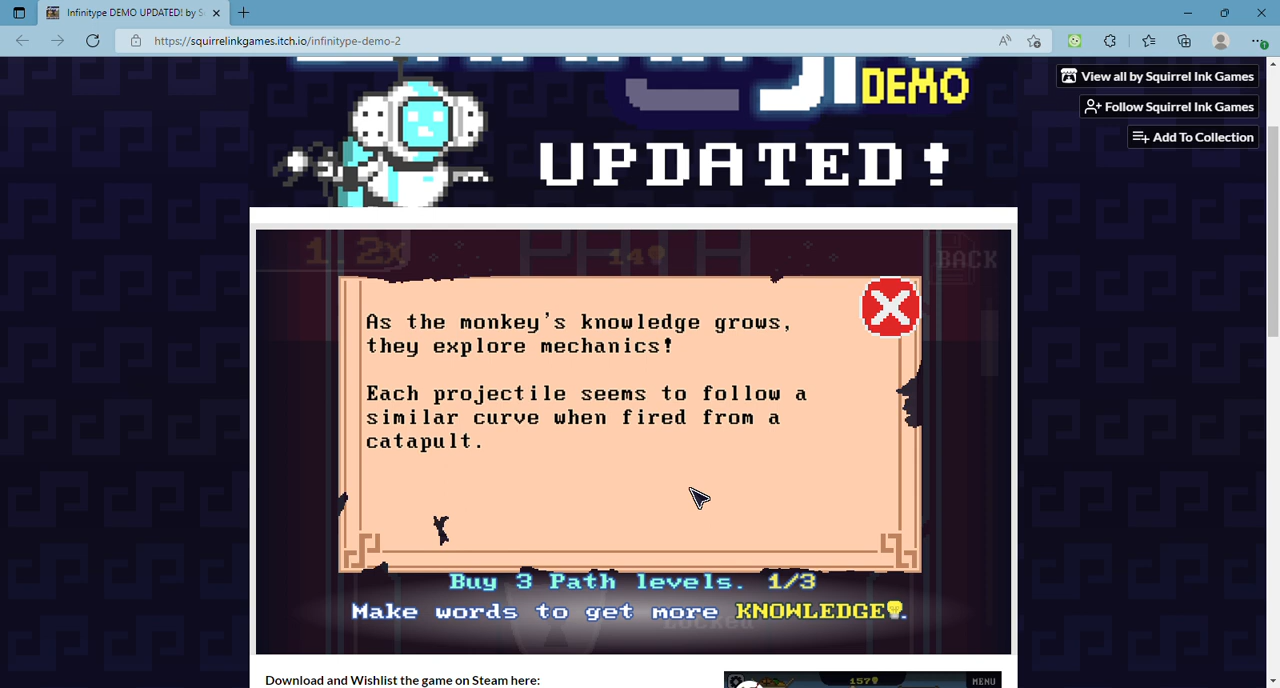 Infinitype DEMO UPDATED! by S
https://squirrelinkgames.itch.io/infinitype-demo-2
View all by Squirrel Ink Games
Follow Squirrel Ink Games
Add To Collection
DEMO
UPDATED!
1.2x
PATH
14
BACK
As the monkey's knowledge grows,
they explore mechanics!
Each projectile seems to follow a
similar curve when fired from a
catapult.
Buy 3 Path levels. 1/3
Make words to get more KNOWLEDGE.
LOCKED
Download and Wishlist the game on Steam here:
157
MENU